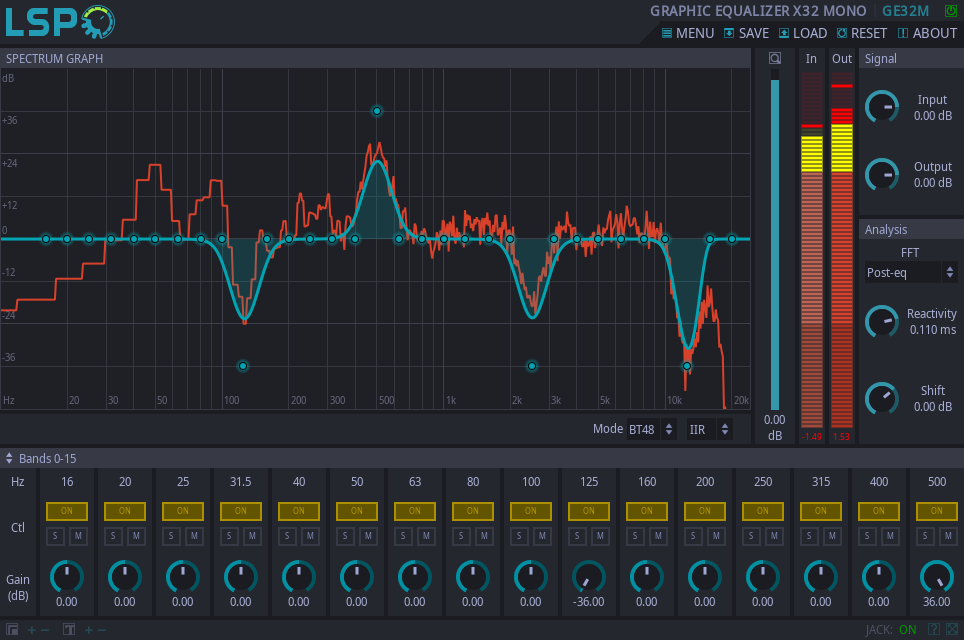 LSP
GRAPHIC EQUALIZER X32 MONO GE32M
MENU SAVE LOAD RESET ABOUT
SPECTRUM GRAPH
In Out Signal
dB
+36
+24
+12
0
-12
-24
-36
Hz 20 30 50 100 200 300 500 1k 2k 3k 5k 10k 20k
Mode BT48 IIR
0.00
dB
-1.49 1.53
Input
0.00 dB
Output
0.00 dB
Analysis
FFT
Post-eq
Reactivity
0.110 ms
Shift
0.00 dB
Bands 0-15
Hz 16 20 25 31.5 40 50 63 80 100 125 160 200 250 315 400 500
ON ON ON ON ON ON ON ON ON ON ON ON ON ON ON ON
Ctl
S M S M S M S M S M S M S M S M S M S M S M S M S M S M S M S M
Gain
(dB)
0.00 0.00 0.00 0.00 0.00 0.00 0.00 0.00 0.00 -36.00 0.00 0.00 0.00 0.00 0.00 36.00
+ − T + − JACK: ON ?